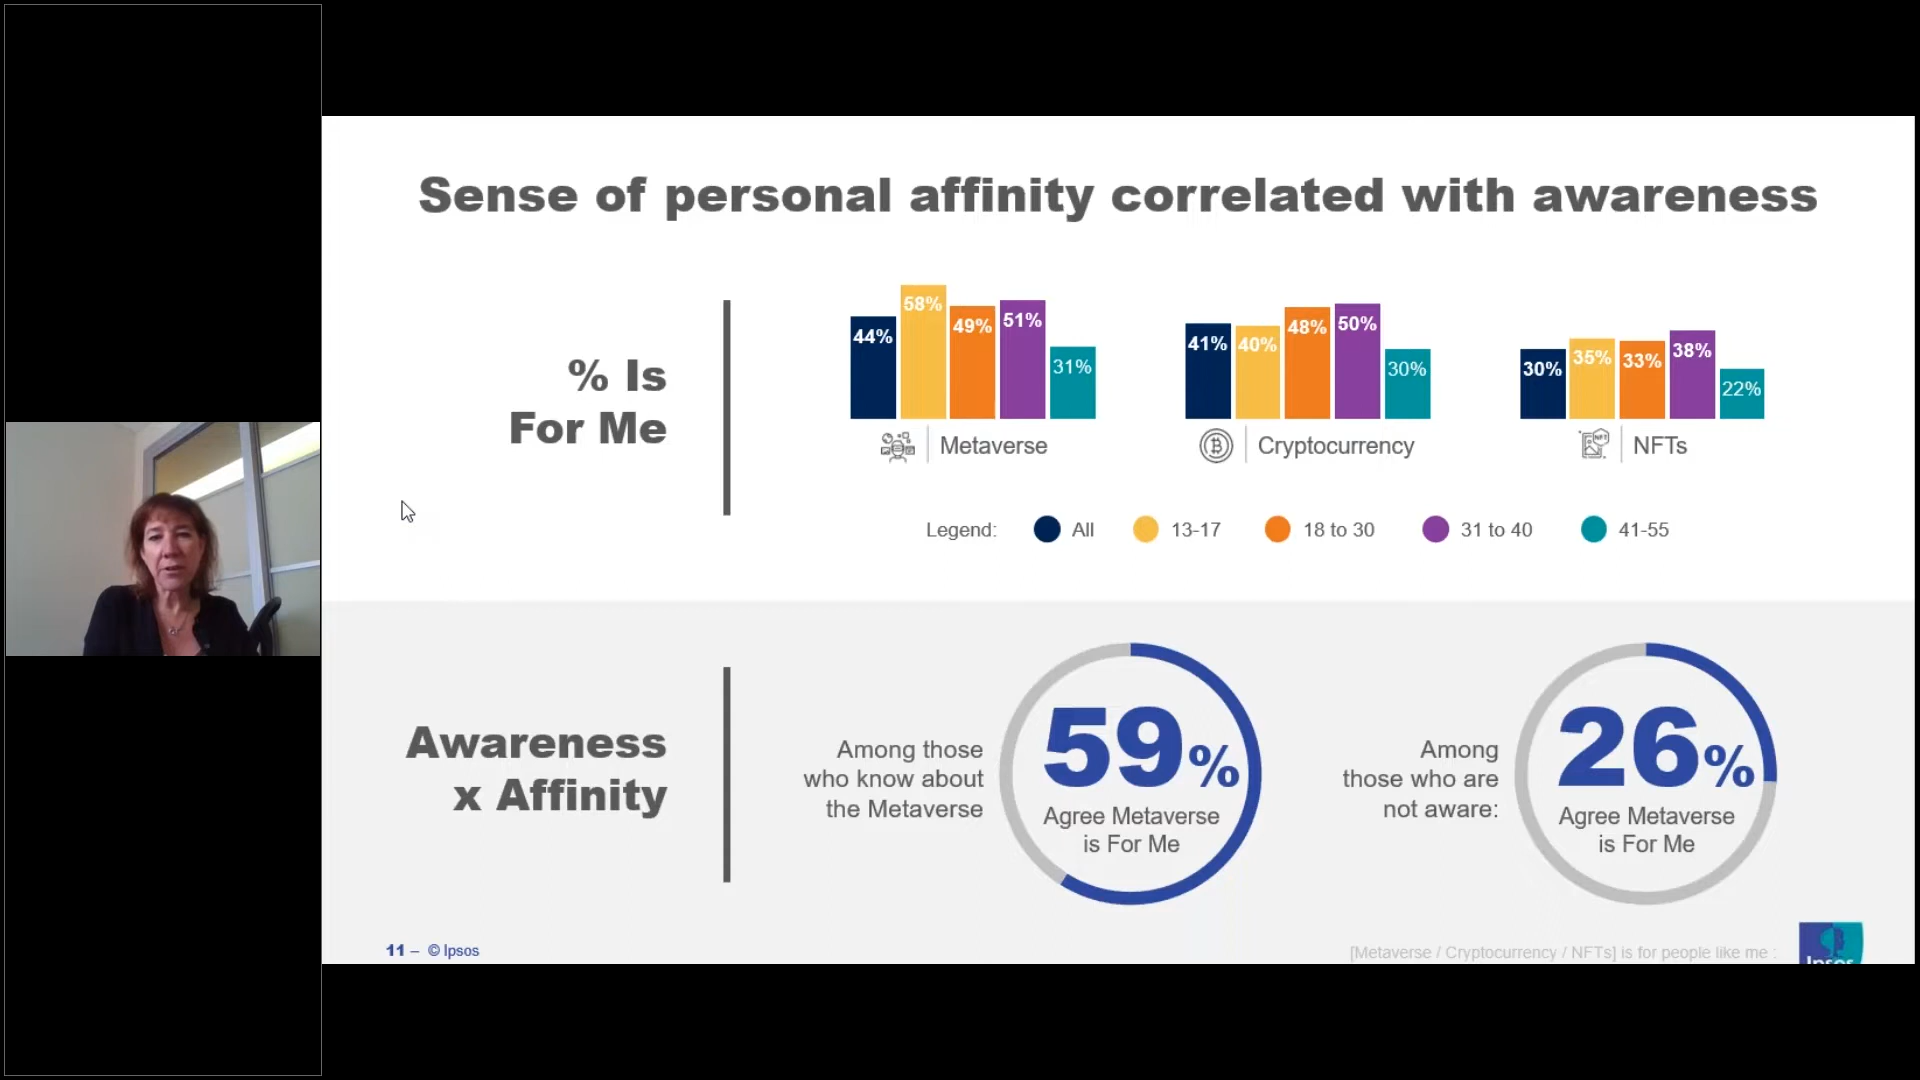 Sense of personal affinity correlated with awareness
% Is
For Me
44%
58%
49%
51%
31%
Metaverse
41%
40%
48%
50%
30%
Cryptocurrency
30%
35%
33%
38%
22%
NFT
NFTs
Legend:
All
13-17
18 to 30
31 to 40
41-55
Awareness
x Affinity
Among those
who know about
the Metaverse
59%
Agree Metaverse
is For Me
Among
those who are
not aware:
26%
Agree Metaverse
is For Me
11 – © Ipsos
[Metaverse / Cryptocurrency / NFTs] is for people like me :
Ipsos